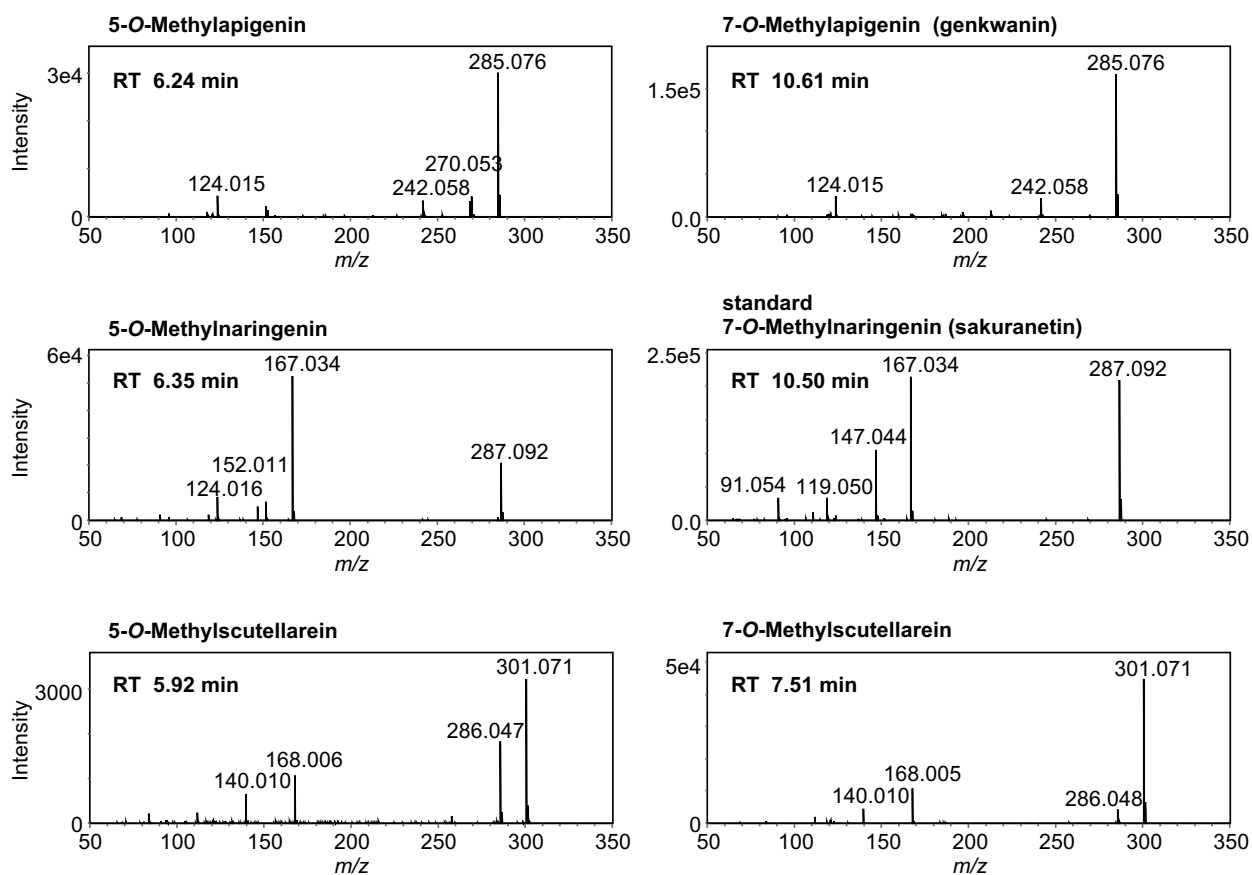 5-O-Methylapigenin
RT 6.24 min
Intensity
3e4
0
285.076
270.053
242.058
124.015
50 100 150 200 250 300 350
m/z
7-O-Methylapigenin (genkwanin)
RT 10.61 min
1.5e5
0.0
285.076
242.058
124.015
50 100 150 200 250 300 350
m/z
5-O-Methylnaringenin
RT 6.35 min
Intensity
6e4
0
167.034
287.092
152.011
124.016
50 100 150 200 250 300 350
m/z
standard
7-O-Methylnaringenin (sakuranetin)
RT 10.50 min
2.5e5
0.0
167.034
287.092
147.044
91.054
119.050
50 100 150 200 250 300 350
m/z
5-O-Methylscutellarein
RT 5.92 min
Intensity
3000
0
301.071
286.047
168.006
140.010
50 100 150 200 250 300 350
m/z
7-O-Methylscutellarein
RT 7.51 min
5e4
0
301.071
168.005
140.010
286.048
50 100 150 200 250 300 350
m/z